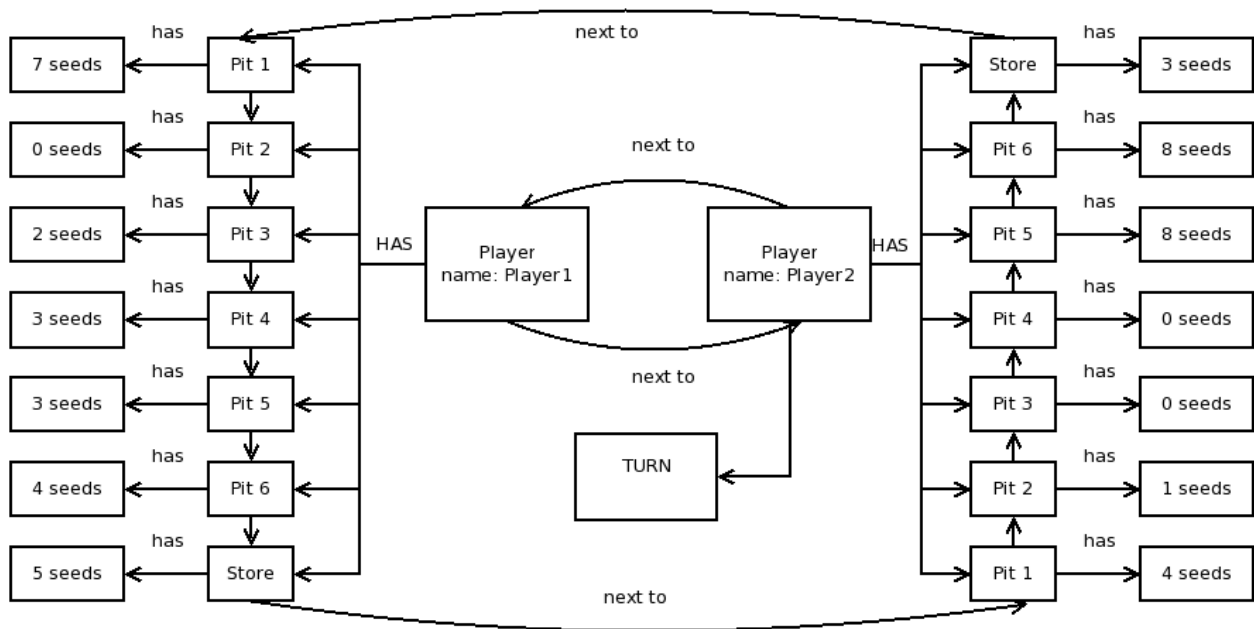 has
next to
has
7 seeds
Pit 1
Store
3 seeds
has
has
0 seeds
Pit 2
next to
Pit 6
8 seeds
has
has
2 seeds
Pit 3
HAS
Player
name: Player1
Player
name: Player2
HAS
Pit 5
8 seeds
has
has
3 seeds
Pit 4
Pit 4
0 seeds
has
next to
has
3 seeds
Pit 5
Pit 3
0 seeds
has
TURN
has
4 seeds
Pit 6
Pit 2
1 seeds
has
has
5 seeds
Store
next to
Pit 1
4 seeds